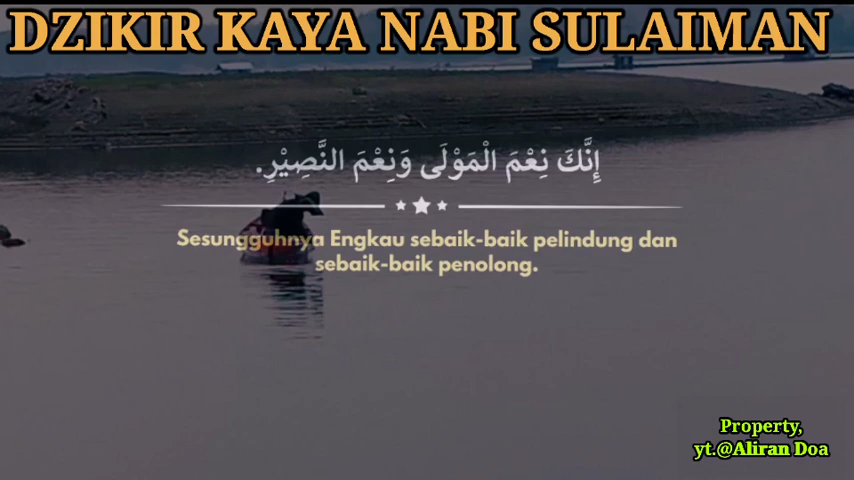 DZIKIR KAYA NABI SULAIMAN
إِنَّكَ نِعْمَ الْمَوْلَى وَنِعْمَ النَّصِيْرِ.
Sesungguhnya Engkau sebaik-baik pelindung dan
sebaik-baik penolong.
Property,
yt.@Aliran Doa